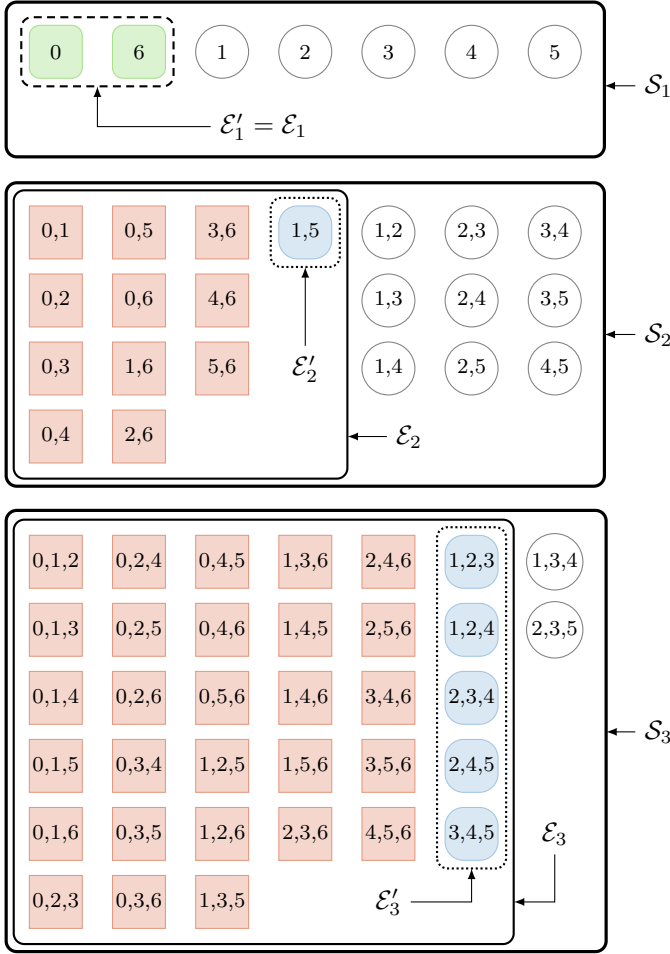 0 6 1 2 3 4 5
𝒮₁
ℰ′₁ = ℰ₁
0,1 0,5 3,6 1,5 1,2 2,3 3,4
0,2 0,6 4,6 1,3 2,4 3,5
𝒮₂
0,3 1,6 5,6 ℰ′₂ 1,4 2,5 4,5
0,4 2,6 ℰ₂
0,1,2 0,2,4 0,4,5 1,3,6 2,4,6 1,2,3 1,3,4
0,1,3 0,2,5 0,4,6 1,4,5 2,5,6 1,2,4 2,3,5
0,1,4 0,2,6 0,5,6 1,4,6 3,4,6 2,3,4
𝒮₃
0,1,5 0,3,4 1,2,5 1,5,6 3,5,6 2,4,5
0,1,6 0,3,5 1,2,6 2,3,6 4,5,6 3,4,5 ℰ₃
0,2,3 0,3,6 1,3,5 ℰ′₃